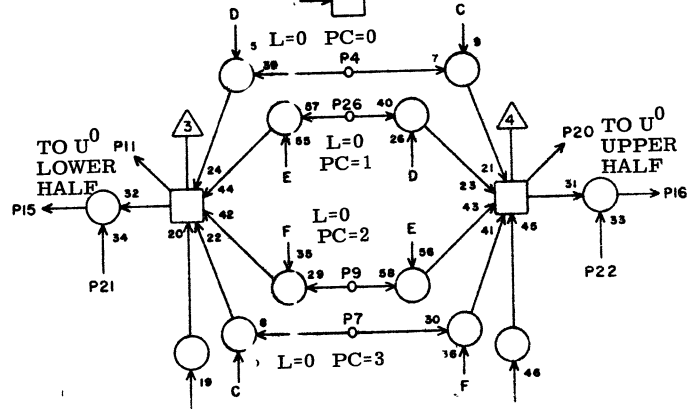 D
C
5
L=0 PC=0
9
39
P4
7
3
57
P26
40
4
TO U⁰
LOWER
HALF
P11
55
L=0
PC=1
26
P20
TO U⁰
UPPER
HALF
24
E
D
21
44
23
P15
32
31
P16
42
L=0
PC=2
43
34
20
22
F
E
41
45
33
35
56
P21
29
P9
58
P22
6
P7
30
L=0 PC=3
36
19
C
F
46